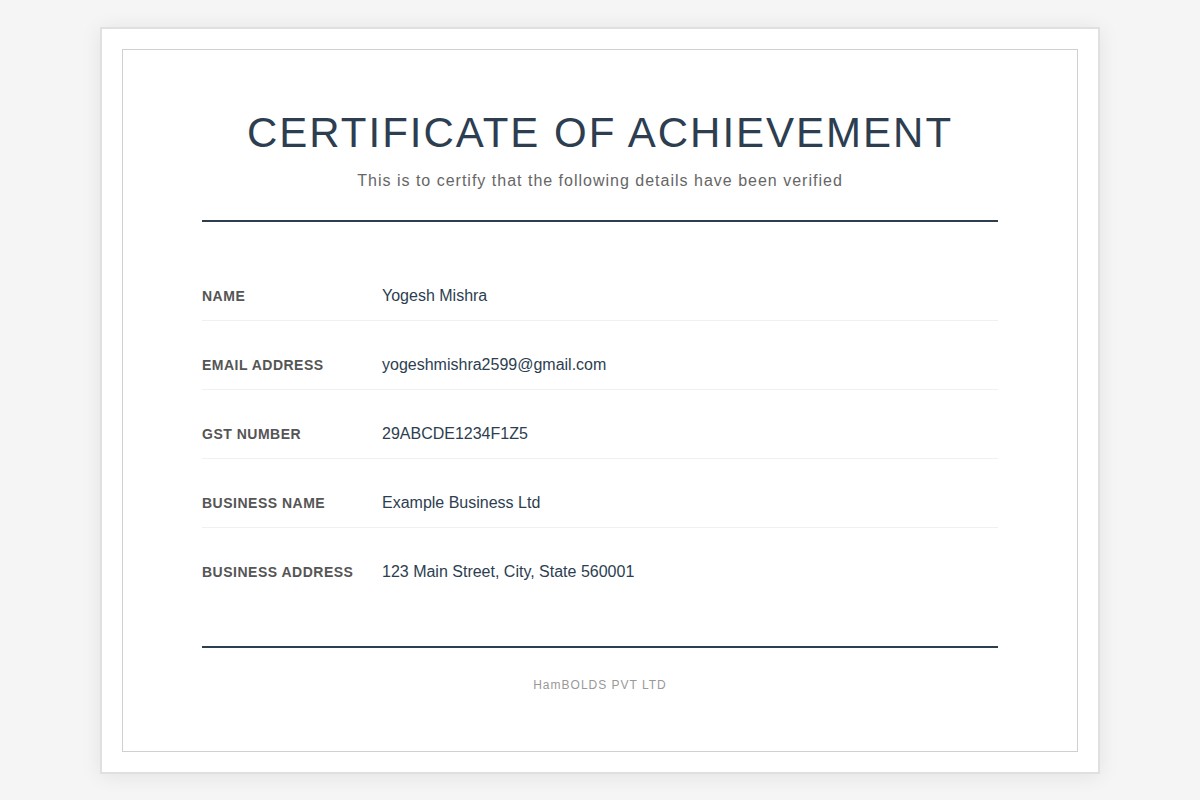 CERTIFICATE OF ACHIEVEMENT
This is to certify that the following details have been verified
NAME Yogesh Mishra
EMAIL ADDRESS yogeshmishra2599@gmail.com
GST NUMBER 29ABCDE1234F1Z5
BUSINESS NAME Example Business Ltd
BUSINESS ADDRESS 123 Main Street, City, State 560001
HamBOLDS PVT LTD